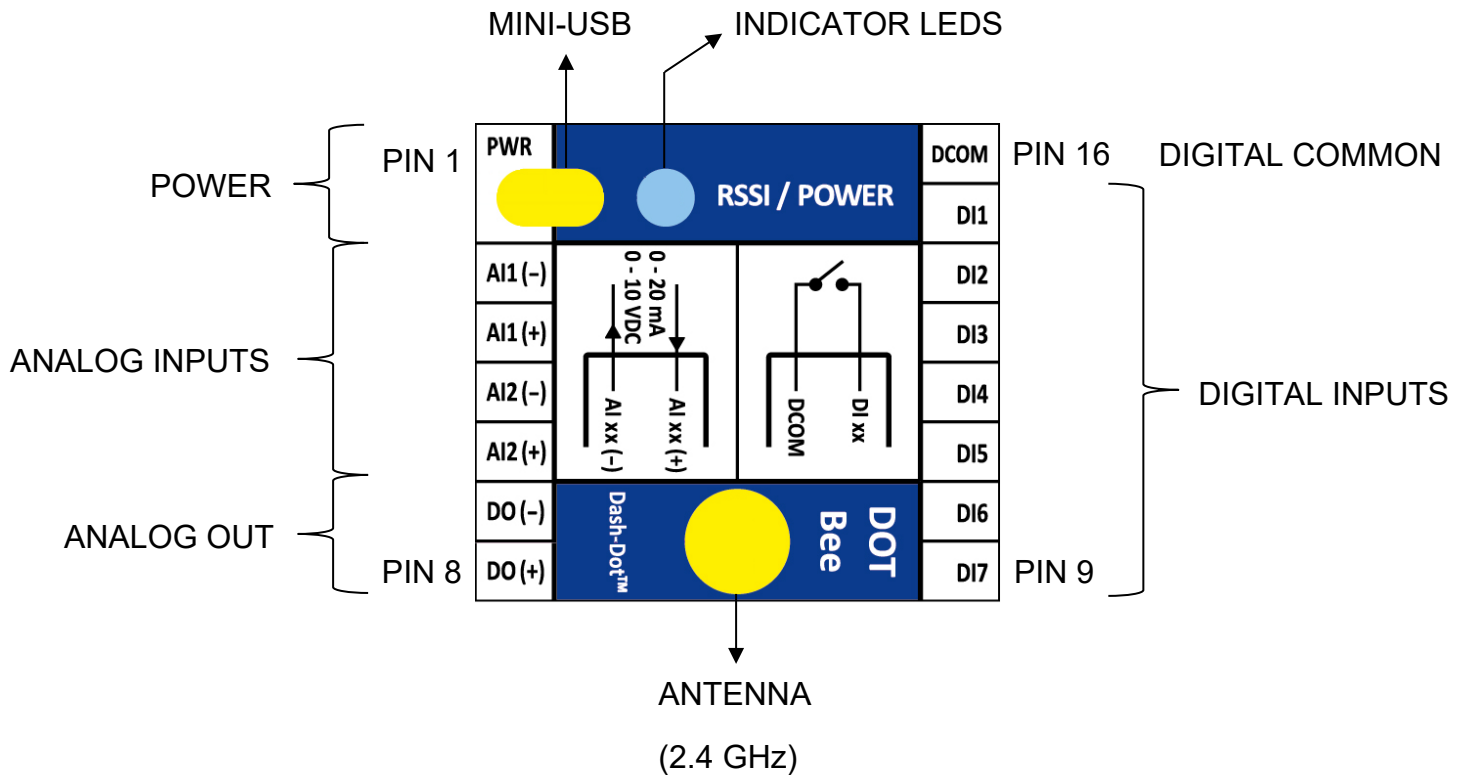 MINI-USB
INDICATOR LEDS
POWER
PIN 1
PWR
RSSI / POWER
DCOM
PIN 16
DIGITAL COMMON
DI1
ANALOG INPUTS
AI1 (–)
AI1 (+)
AI2 (–)
AI2 (+)
0 - 20 mA
0 - 10 VDC
AI xx (–)
AI xx (+)
DCOM
DI xx
DI2
DI3
DI4
DI5
DIGITAL INPUTS
ANALOG OUT
DO (–)
PIN 8
DO (+)
Dash-Dot™
DOT
Bee
DI6
DI7
PIN 9
ANTENNA
(2.4 GHz)